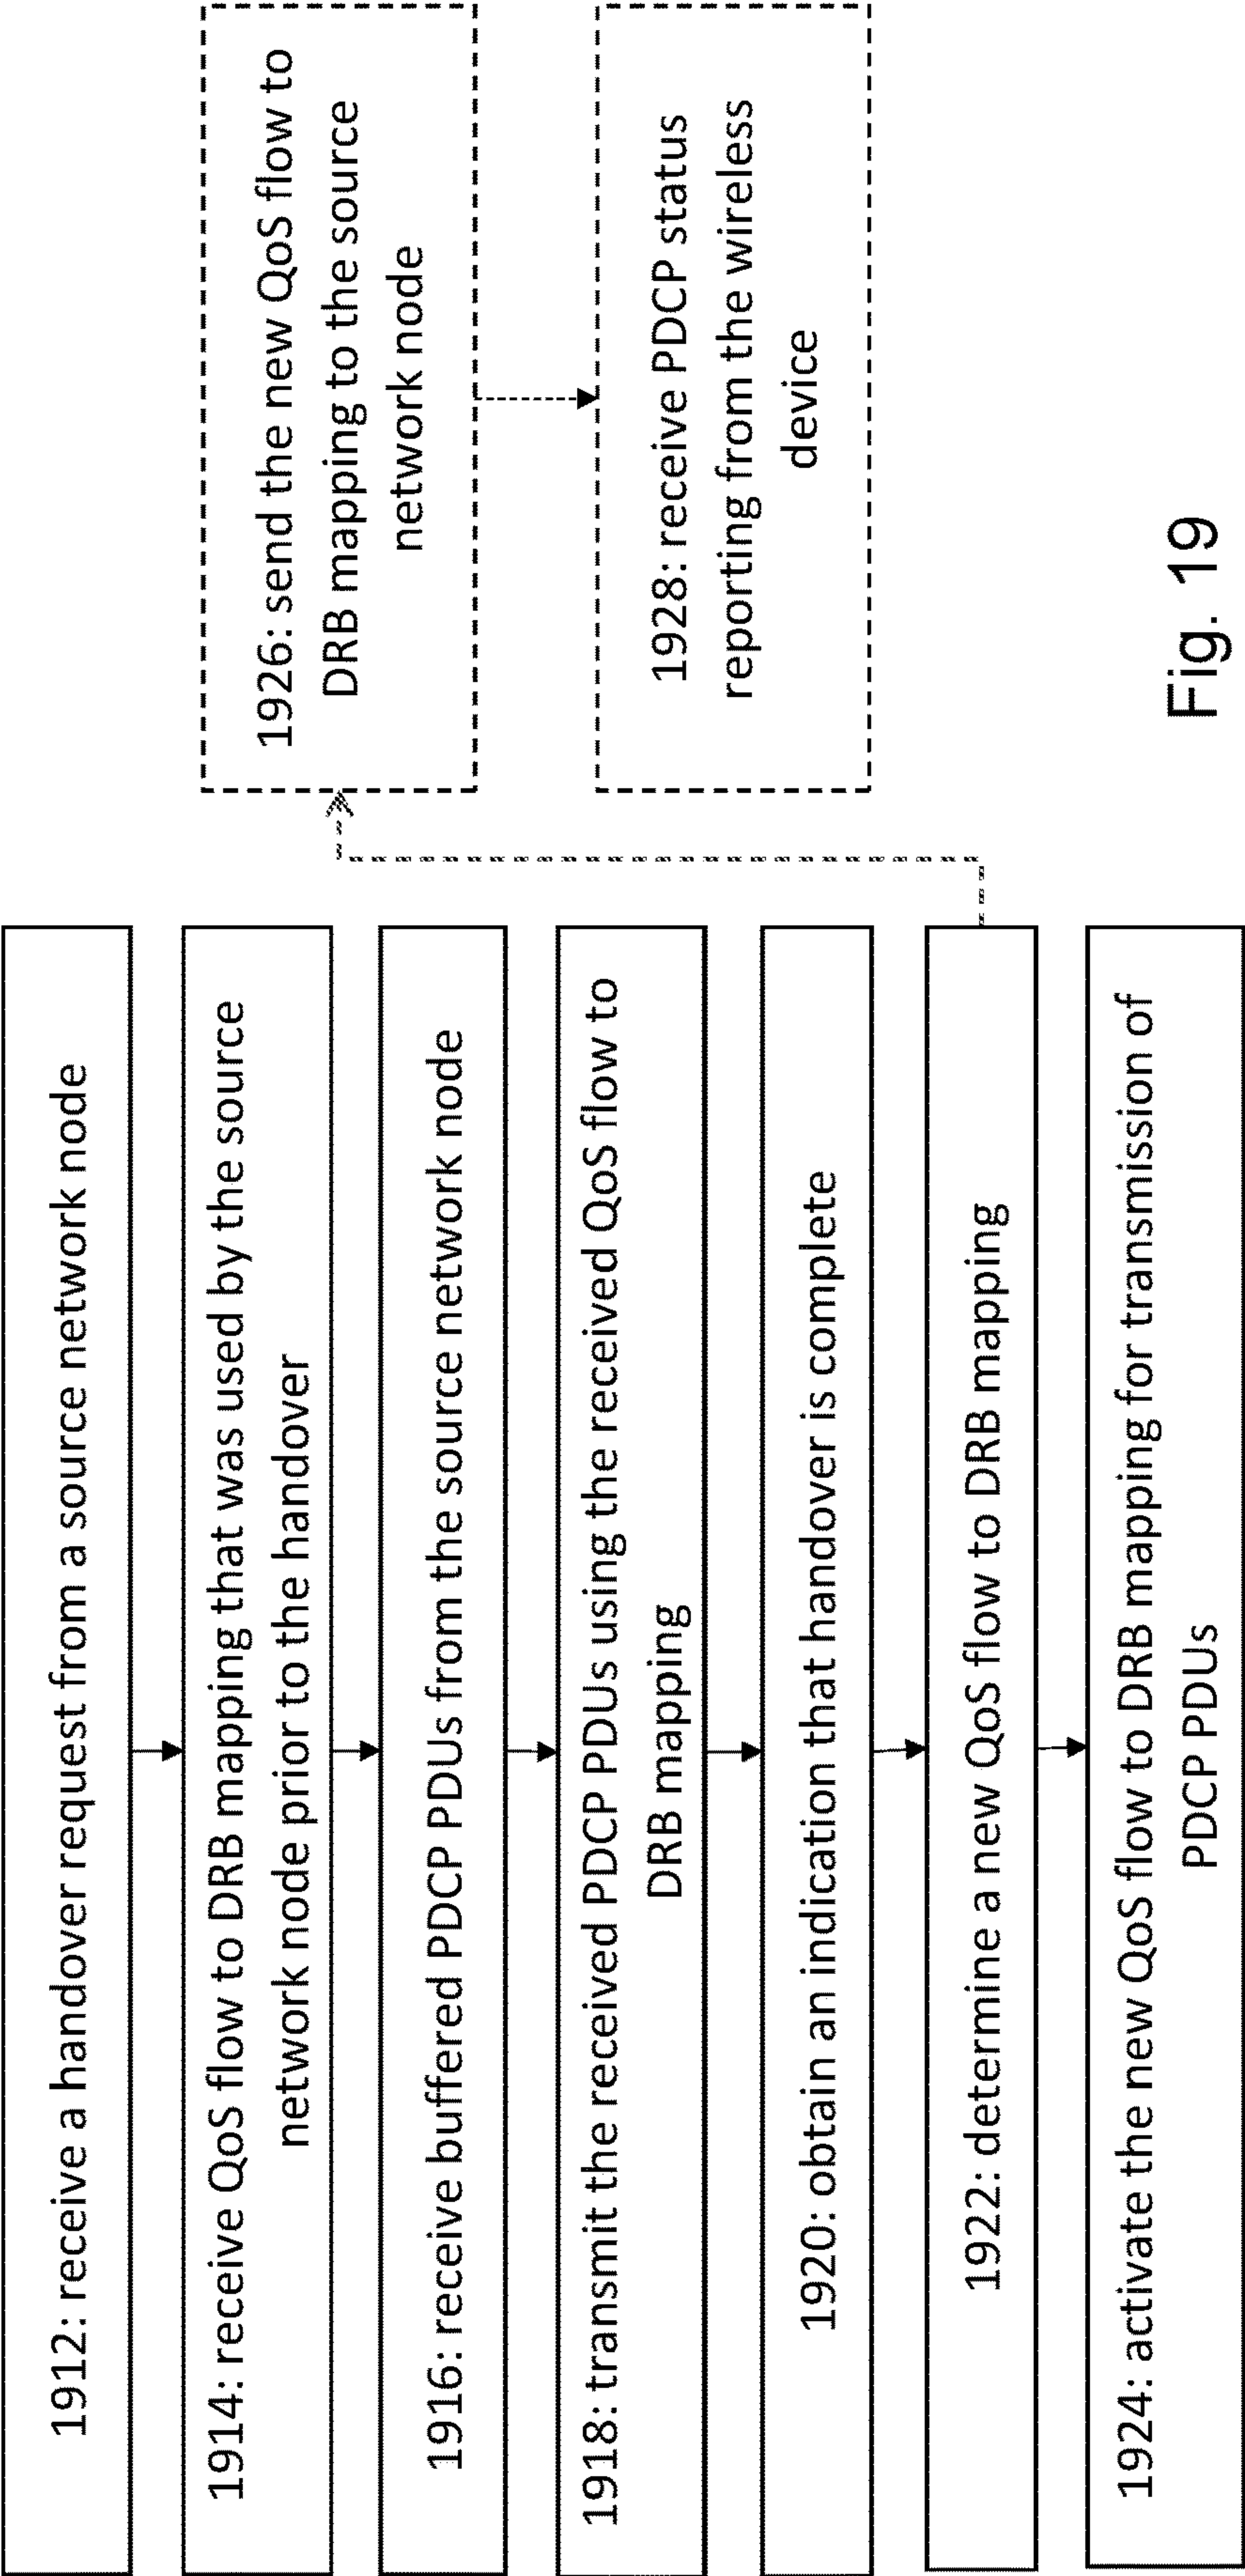 1912: receive a handover request from a source network node
1914: receive QoS flow to DRB mapping that was used by the source
network node prior to the handover
1916: receive buffered PDCP PDUs from the source network node
1918: transmit the received PDCP PDUs using the received QoS flow to
DRB mapping
1920: obtain an indication that handover is complete
1922: determine a new QoS flow to DRB mapping
1924: activate the new QoS flow to DRB mapping for transmission of
PDCP PDUs
1926: send the new QoS flow to
DRB mapping to the source
network node
1928: receive PDCP status
reporting from the wireless
device
Fig. 19